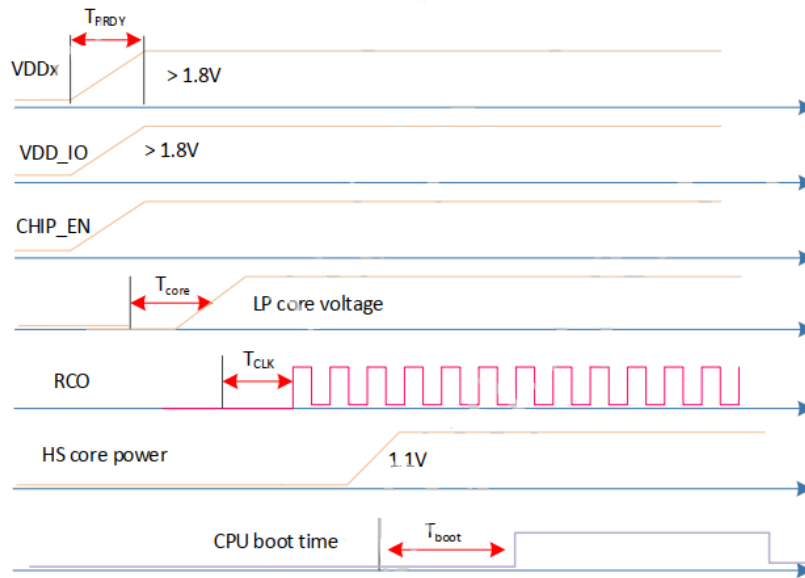 TPRDY
VDDx
> 1.8V
VDD_IO
> 1.8V
CHIP_EN
Tcore
LP core voltage
TCLK
RCO
HS core power
1.1V
CPU boot time
Tboot